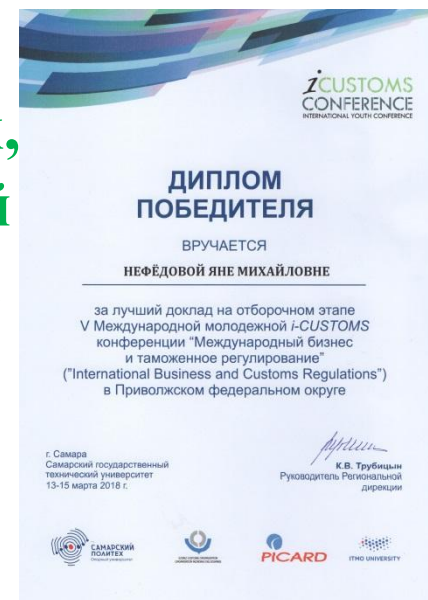 й
iCUSTOMS
CONFERENCE
INTERNATIONAL YOUTH CONFERENCE
ДИПЛОМ
ПОБЕДИТЕЛЯ
ВРУЧАЕТСЯ
НЕФЁДОВОЙ ЯНЕ МИХАЙЛОВНЕ
за лучший доклад на отборочном этапе
V Международной молодежной i-CUSTOMS
конференции “Международный бизнес
и таможенное регулирование”
("International Business and Customs Regulations")
в Приволжском федеральном округе
г. Самара
Самарский государственный
технический университет
13-15 марта 2018 г.
К.В. Трубицын
Руководитель Региональной
дирекции
САМАРСКИЙ
ПОЛИТЕХ
PICARD
ITMO UNIVERSITY